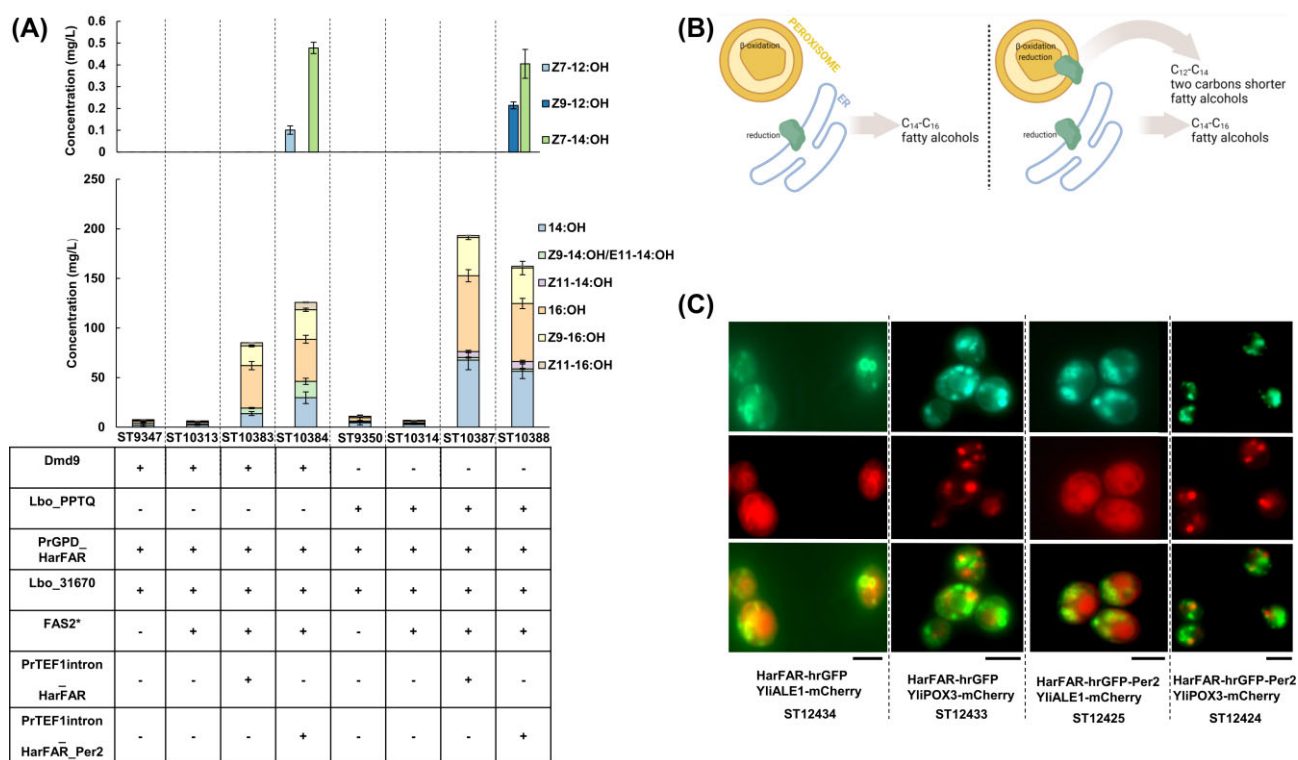 (A)
Concentration (mg/L)
0.6
0.5
0.4
0.3
0.2
0.1
0
Z7-12:OH
Z9-12:OH
Z7-14:OH
Concentration (mg/L)
250
200
150
100
50
0
14:OH
Z9-14:OH/E11-14:OH
Z11-14:OH
16:OH
Z9-16:OH
Z11-16:OH
ST9347 ST10313 ST10383 ST10384 ST9350 ST10314 ST10387 ST10388
Dmd9 + + + + - - - -
Lbo_PPTQ - - - - + + + +
PrGPD_
HarFAR + + + + + + + +
Lbo_31670 + + + + + + + +
FAS2* - + + + - + + +
PrTEF1intron
_
HarFAR - - + - - - + -
PrTEF1intron
_
HarFAR_Per2 - - - + - - - +
(B)
β-oxidation
PEROXISOME
ER
reduction
C14-C16
fatty alcohols
β-oxidation
reduction
C12-C14
two carbons shorter
fatty alcohols
reduction
C14-C16
fatty alcohols
(C)
HarFAR-hrGFP
YliALE1-mCherry
ST12434
HarFAR-hrGFP
YliPOX3-mCherry
ST12433
HarFAR-hrGFP-Per2
YliALE1-mCherry
ST12425
HarFAR-hrGFP-Per2
YliPOX3-mCherry
ST12424